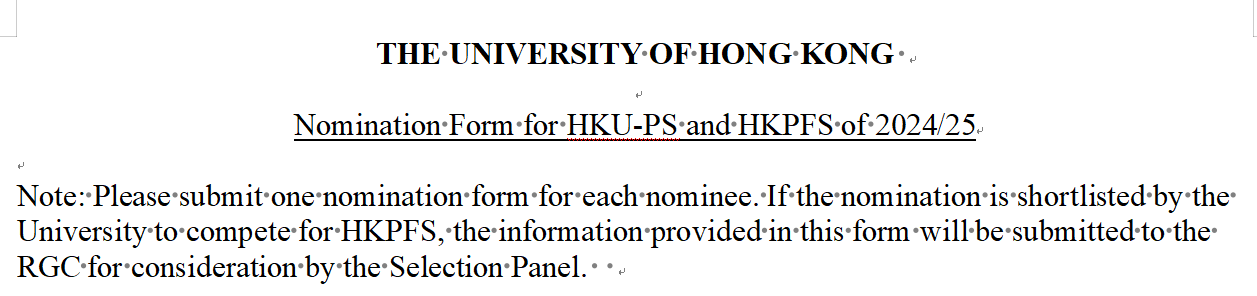 THE UNIVERSITY OF HONG KONG
Nomination Form for HKU-PS and HKPFS of 2024/25
Note: Please submit one nomination form for each nominee. If the nomination is shortlisted by the
University to compete for HKPFS, the information provided in this form will be submitted to the
RGC for consideration by the Selection Panel.